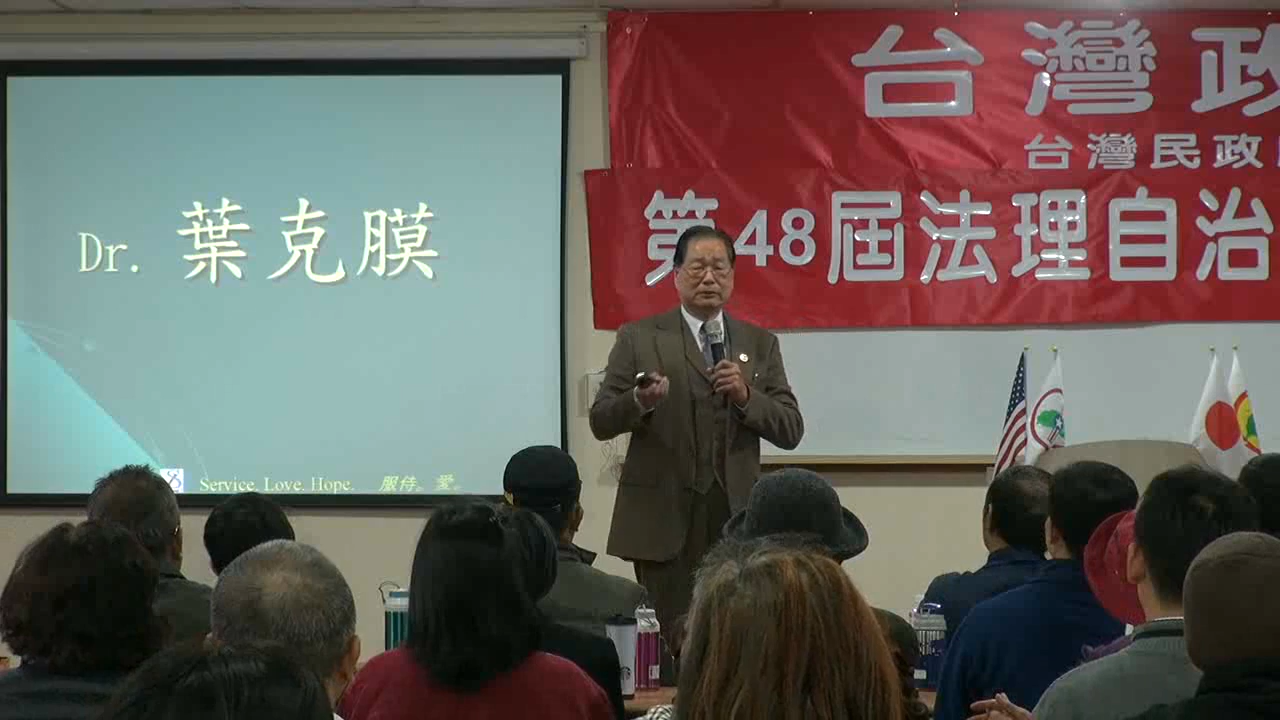 Dr. 葉克膜
Service. Love. Hope. 服侍。愛。
台灣政
台灣民政
第48屆法理自治